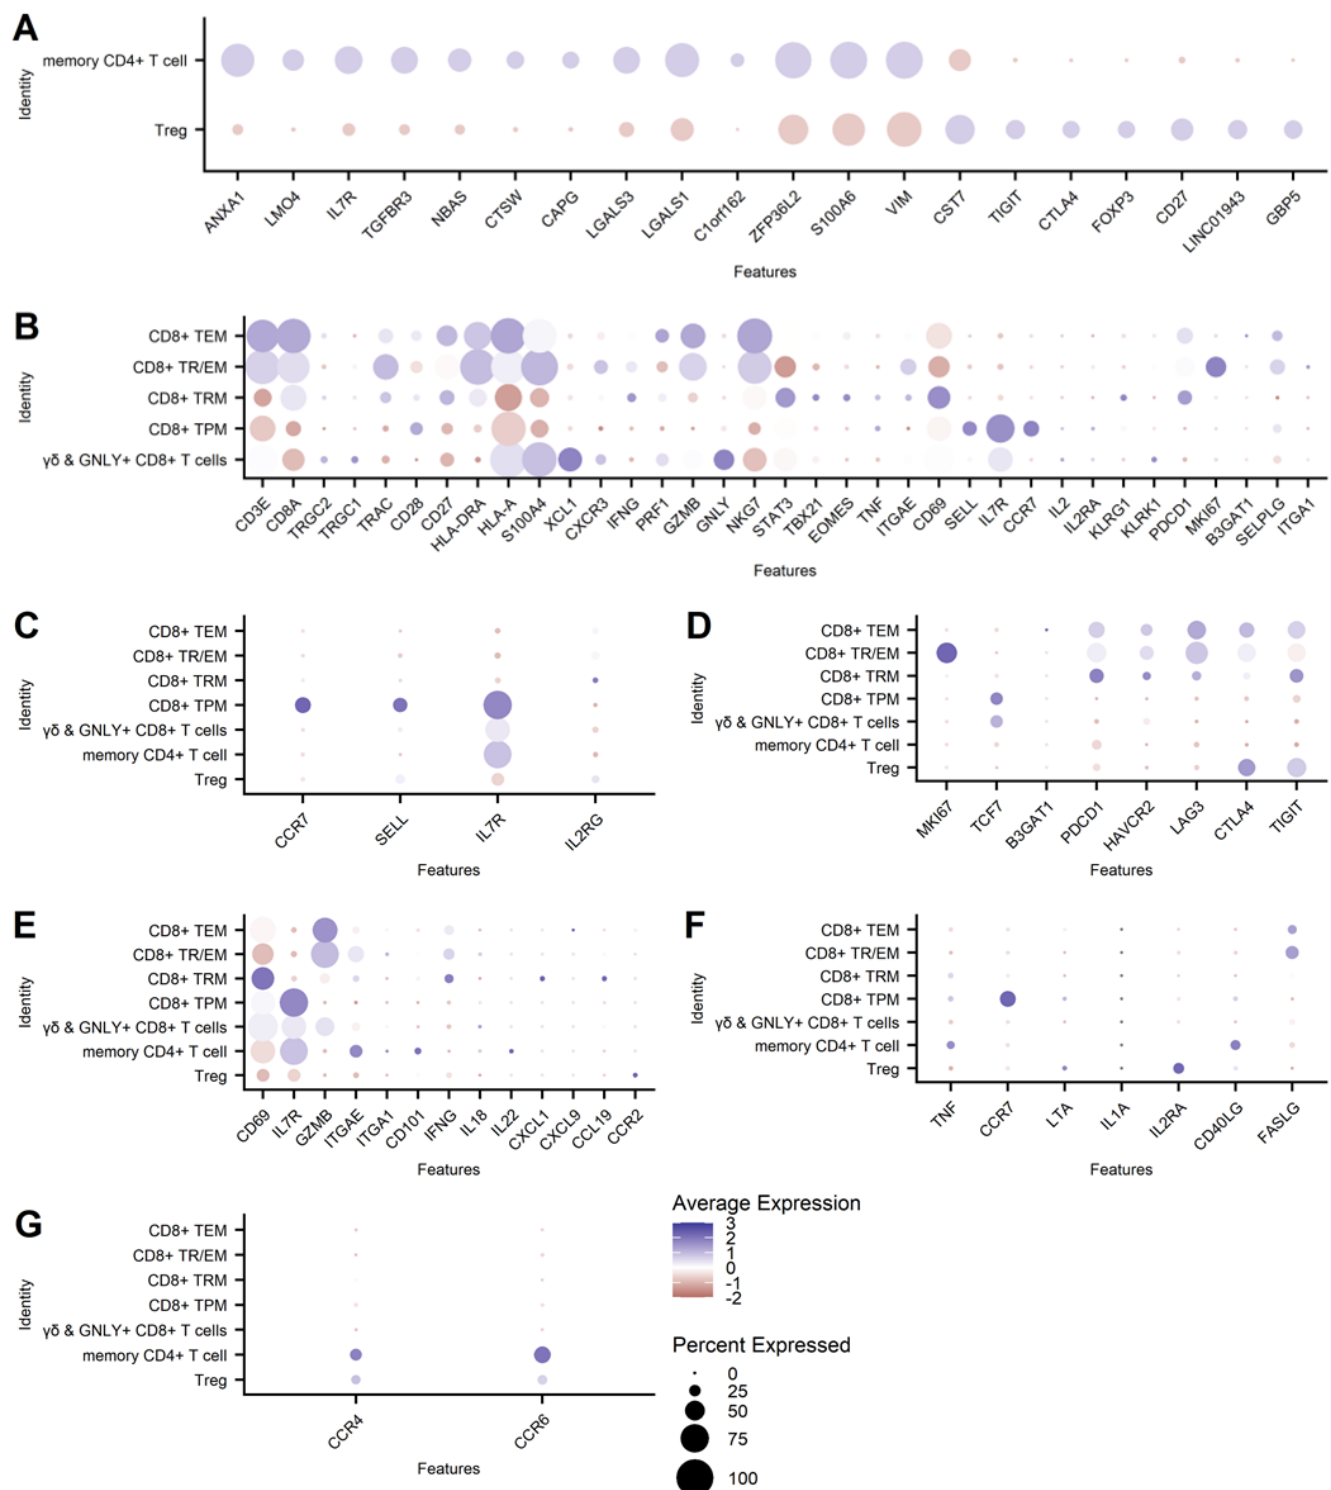 A
Identity
memory CD4+ T cell
Treg
ANXA1
LMO4
IL7R
TGFBR3
NBAS
CTSW
CAPG
LGALS3
LGALS1
C1orf162
ZFP36L2
S100A6
VIM
CST7
TIGIT
CTLA4
FOXP3
CD27
LINC01943
GBP5
Features
B
Identity
CD8+ TEM
CD8+ TR/EM
CD8+ TRM
CD8+ TPM
γδ & GNLY+ CD8+ T cells
CD3E
CD8A
TRGC2
TRGC1
TRAC
CD28
CD27
HLA-DRA
HLA-A
S100A4
XCL1
CXCR3
IFNG
PRF1
GZMB
GNLY
NKG7
STAT3
TBX21
EOMES
TNF
ITGAE
CD69
SELL
IL7R
CCR7
IL2
IL2RA
KLRG1
KLRK1
PDCD1
MKI67
B3GAT1
SELPLG
ITGA1
Features
C
Identity
CD8+ TEM
CD8+ TR/EM
CD8+ TRM
CD8+ TPM
γδ & GNLY+ CD8+ T cells
memory CD4+ T cell
Treg
CCR7
SELL
IL7R
IL2RG
Features
D
Identity
CD8+ TEM
CD8+ TR/EM
CD8+ TRM
CD8+ TPM
γδ & GNLY+ CD8+ T cells
memory CD4+ T cell
Treg
MKI67
TCF7
B3GAT1
PDCD1
HAVCR2
LAG3
CTLA4
TIGIT
Features
E
Identity
CD8+ TEM
CD8+ TR/EM
CD8+ TRM
CD8+ TPM
γδ & GNLY+ CD8+ T cells
memory CD4+ T cell
Treg
CD69
IL7R
GZMB
ITGAE
ITGA1
CD101
IFNG
IL18
IL22
CXCL1
CXCL9
CCL19
CCR2
Features
F
Identity
CD8+ TEM
CD8+ TR/EM
CD8+ TRM
CD8+ TPM
γδ & GNLY+ CD8+ T cells
memory CD4+ T cell
Treg
TNF
CCR7
LTA
IL1A
IL2RA
CD40LG
FASLG
Features
G
Identity
CD8+ TEM
CD8+ TR/EM
CD8+ TRM
CD8+ TPM
γδ & GNLY+ CD8+ T cells
memory CD4+ T cell
Treg
CCR4
CCR6
Features
Average Expression
3
2
1
0
-1
-2
Percent Expressed
0
25
50
75
100